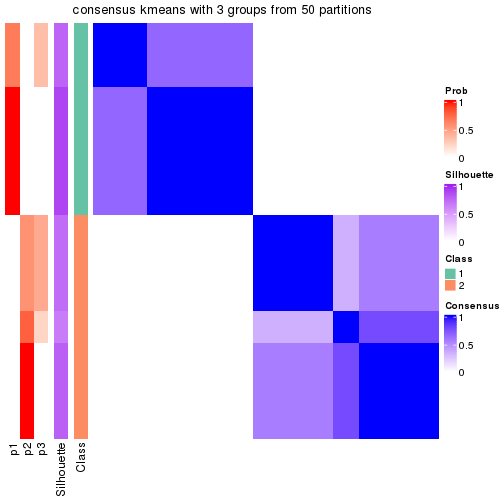 consensus kmeans with 3 groups from 50 partitions
Prob
1
0.5
0
Silhouette
1
0.5
0
Class
1
2
Consensus
1
0.5
0
p1
p2
p3
Silhouette
Class